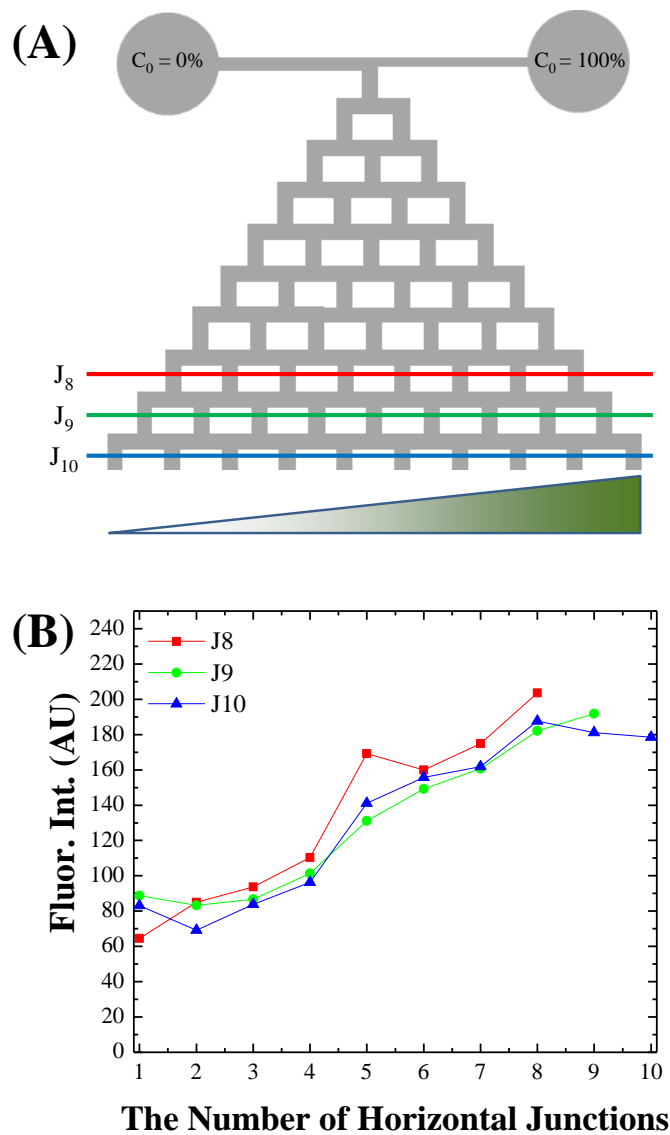 (A)
C₀ = 0%
C₀ = 100%
J₈
J₉
J₁₀
(B)
240
220
200
180
160
140
120
100
80
60
40
20
0
J8
J9
J10
Fluor. Int. (AU)
1 2 3 4 5 6 7 8 9 10
The Number of Horizontal Junctions